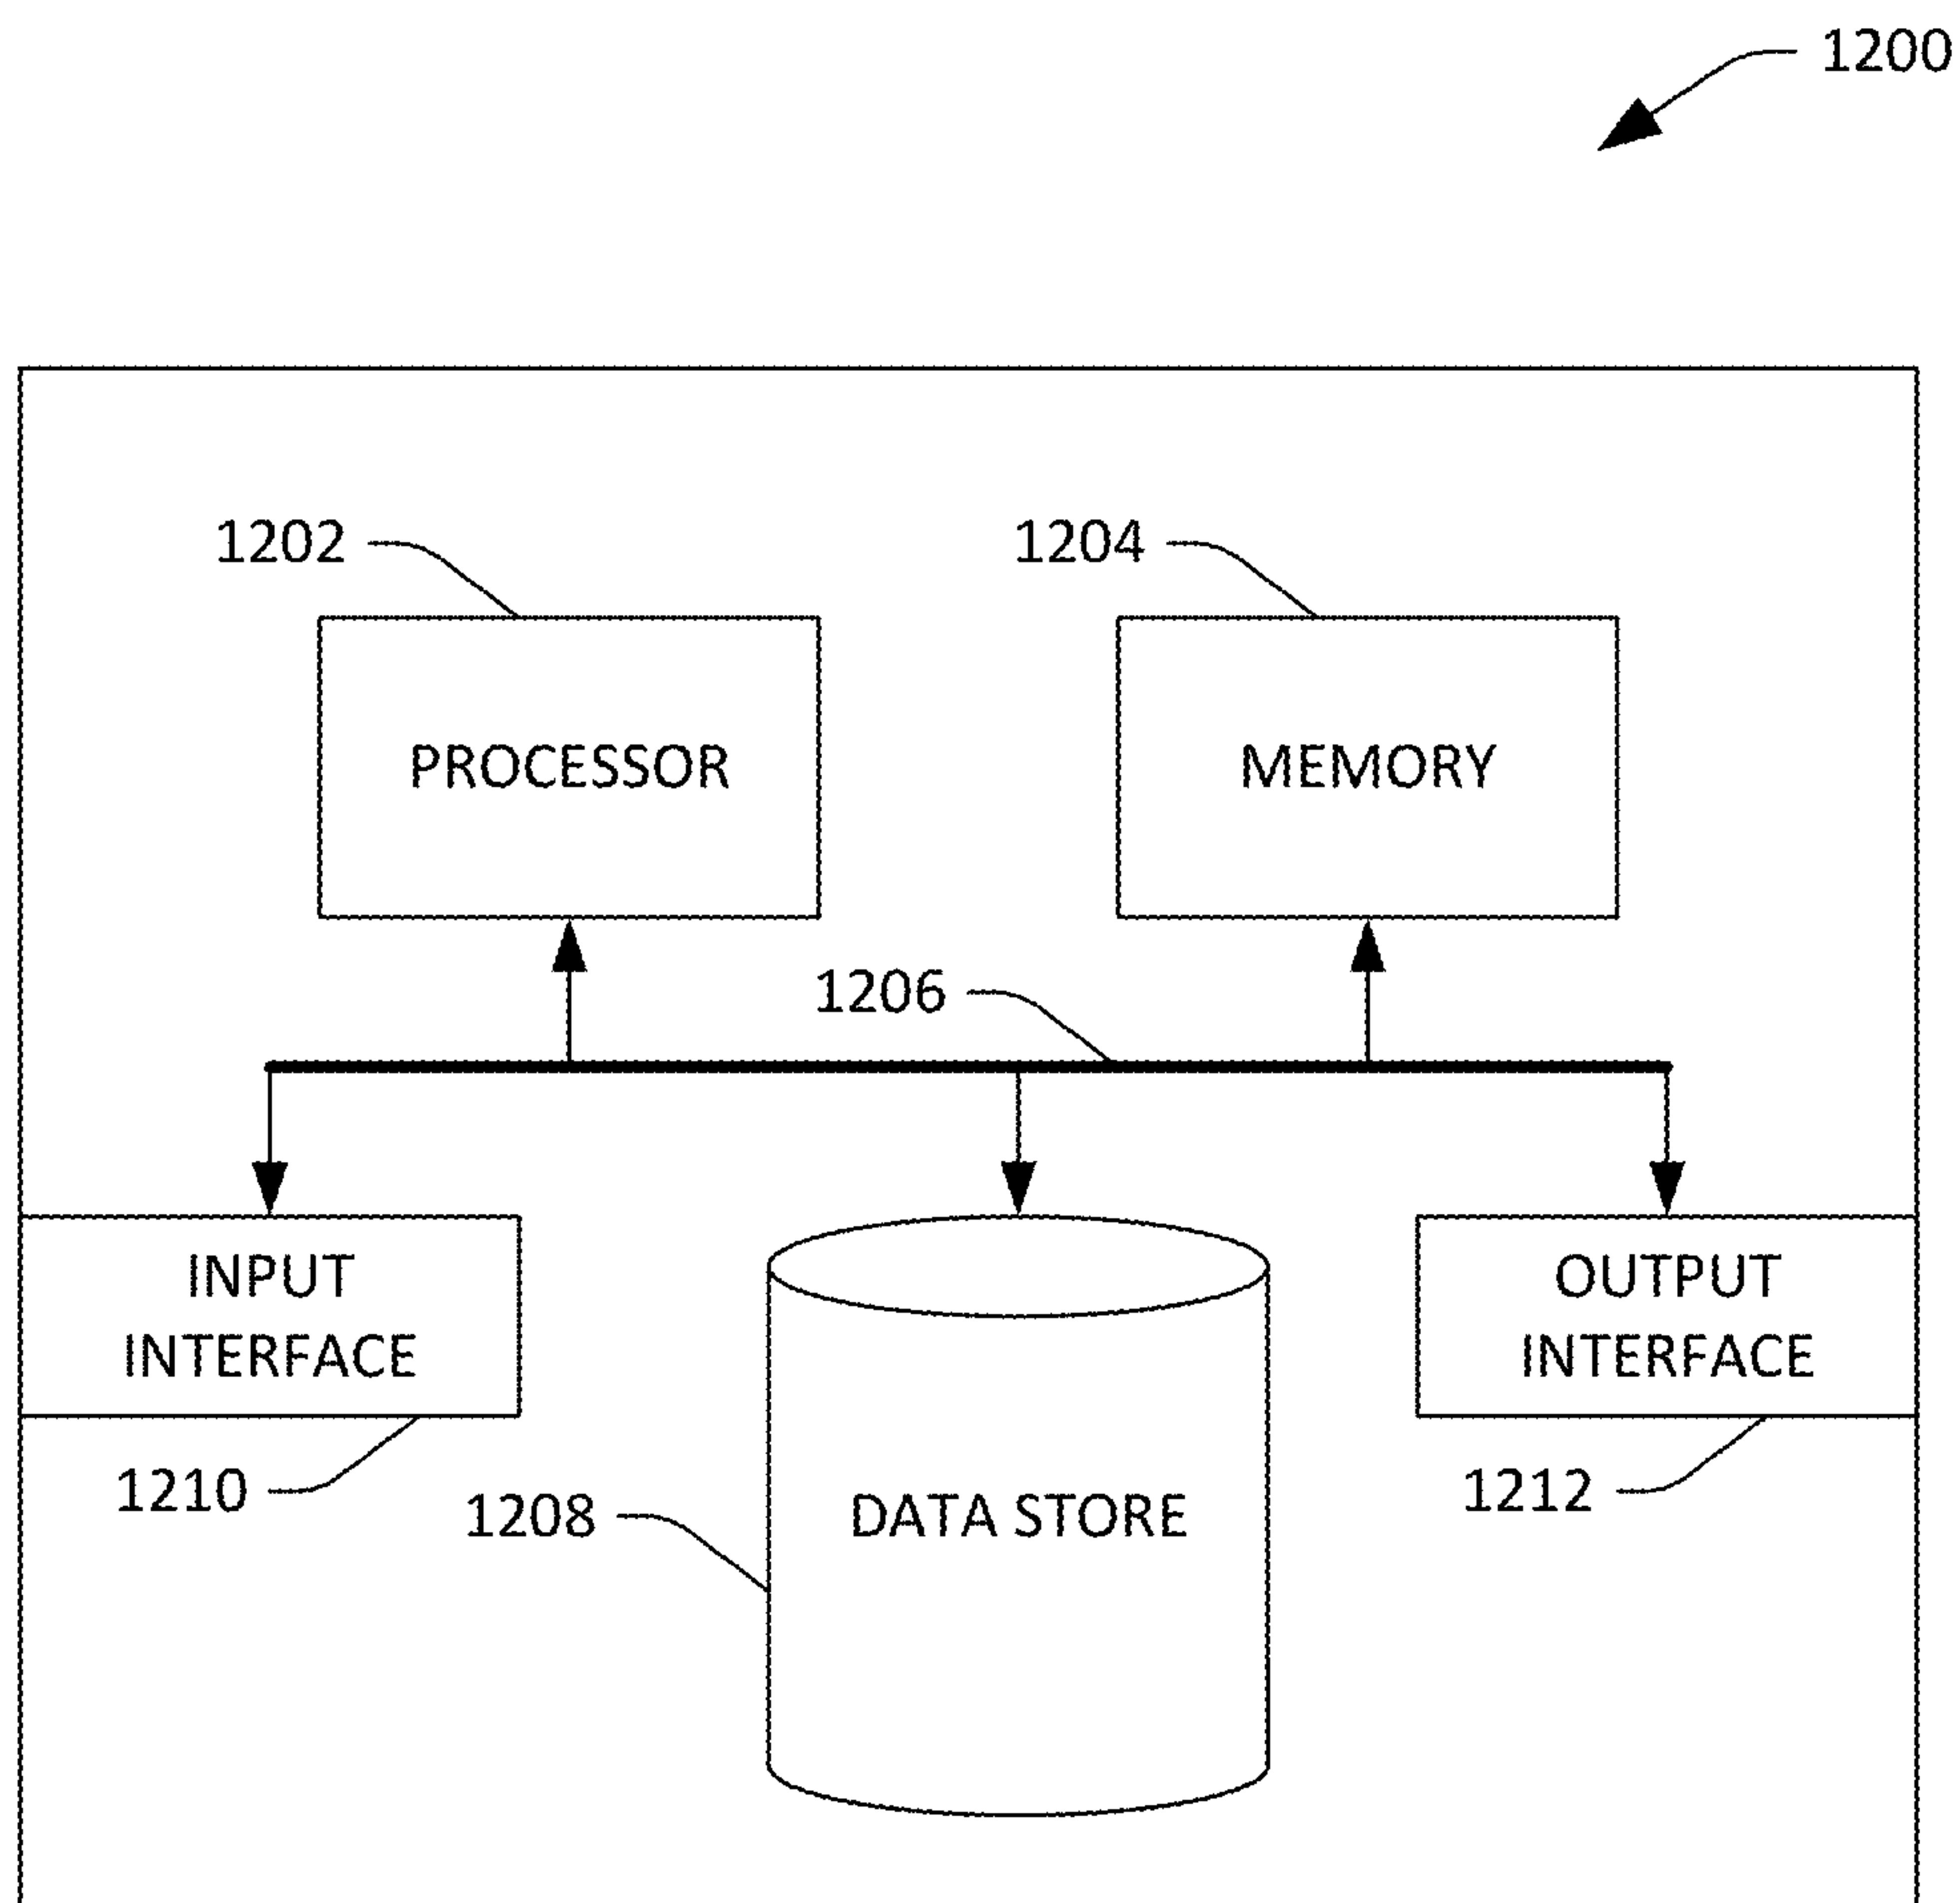 1200
1202
1204
PROCESSOR
MEMORY
1206
INPUT
INTERFACE
OUTPUT
INTERFACE
1210
1208
DATA STORE
1212